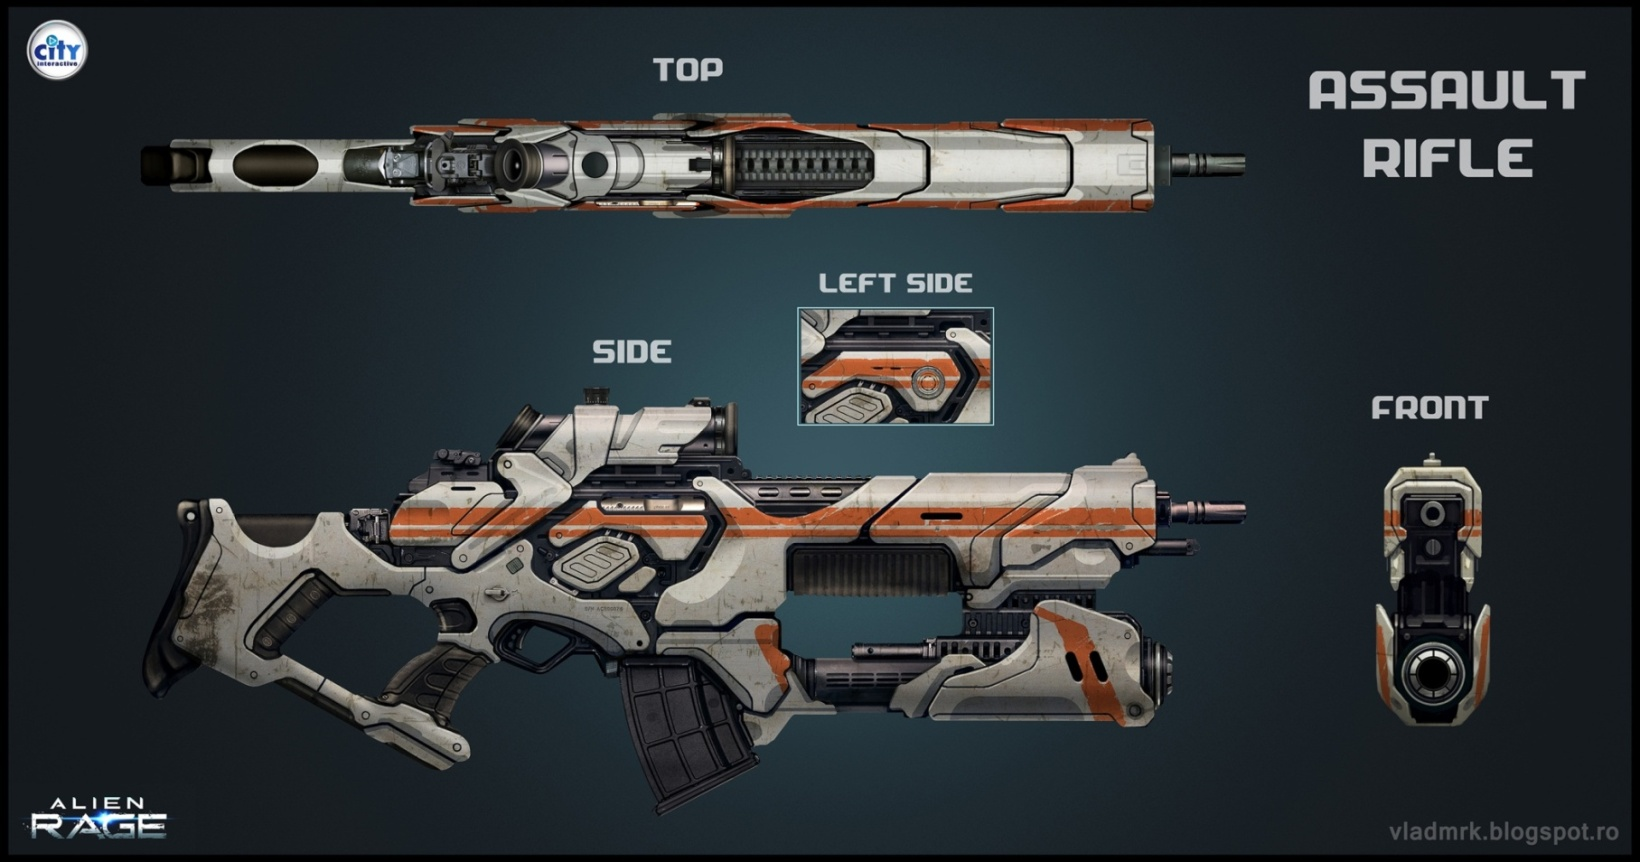 city
interactive
TOP
ASSAULT
RIFLE
LEFT SIDE
SIDE
FRONT
ALIEN
RAGE
vladmrk.blogspot.ro